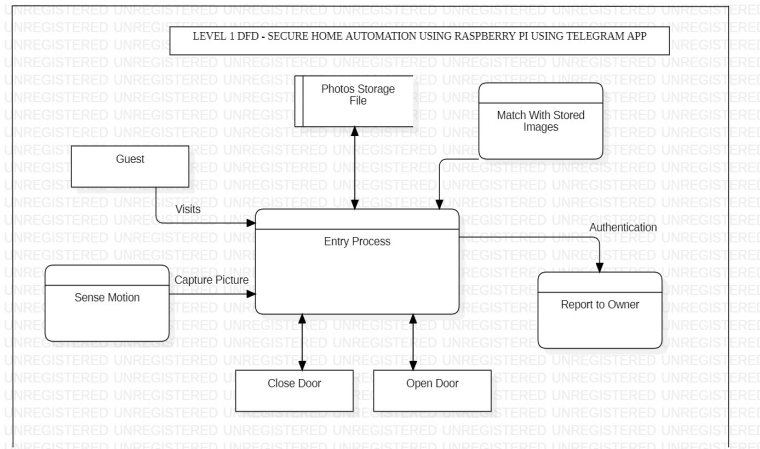 LEVEL 1 DFD - SECURE HOME AUTOMATION USING RASPBERRY PI USING TELEGRAM APP
Photos Storage
File
Match With Stored
Images
Guest
Visits
Entry Process
Authentication
Capture Picture
Sense Motion
Report to Owner
Close Door
Open Door
UNREGISTERED